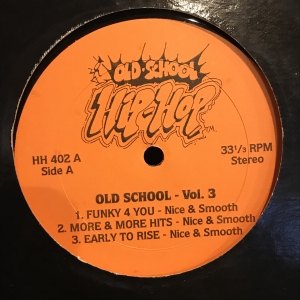 OLD SCHOOL
HIP-HOP TM.
HH 402 A
Side A
33 1/3 RPM
Stereo
OLD SCHOOL - Vol. 3
1. FUNKY 4 YOU - Nice & Smooth
2. MORE & MORE HITS - Nice & Smooth
3. EARLY TO RISE - Nice & Smooth